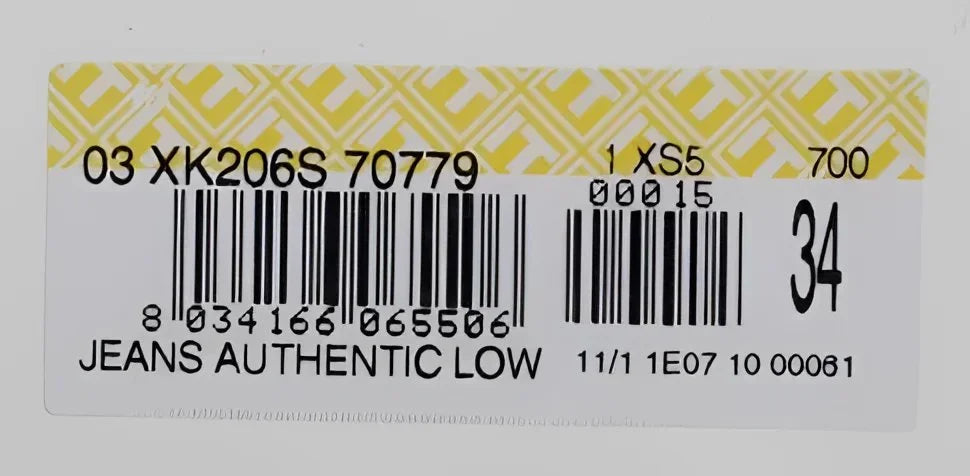 03 XK206S 70779 1 XS5 700
00015
34
8 034166 065506
JEANS AUTHENTIC LOW 11/1 1E07 10 00061